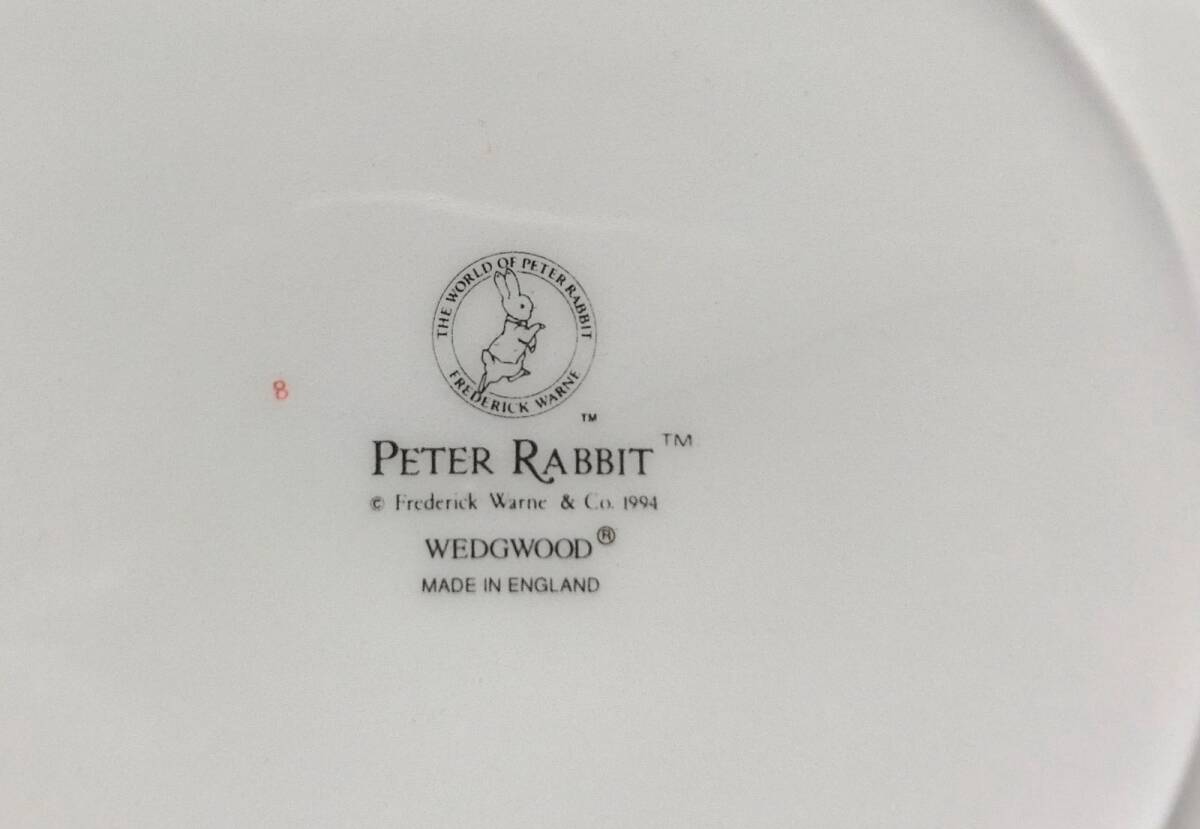 THE WORLD OF PETER RABBIT
FREDERICK WARNE
TM
8
PETER RABBIT TM
© Frederick Warne & Co. 1994
WEDGWOOD®
MADE IN ENGLAND